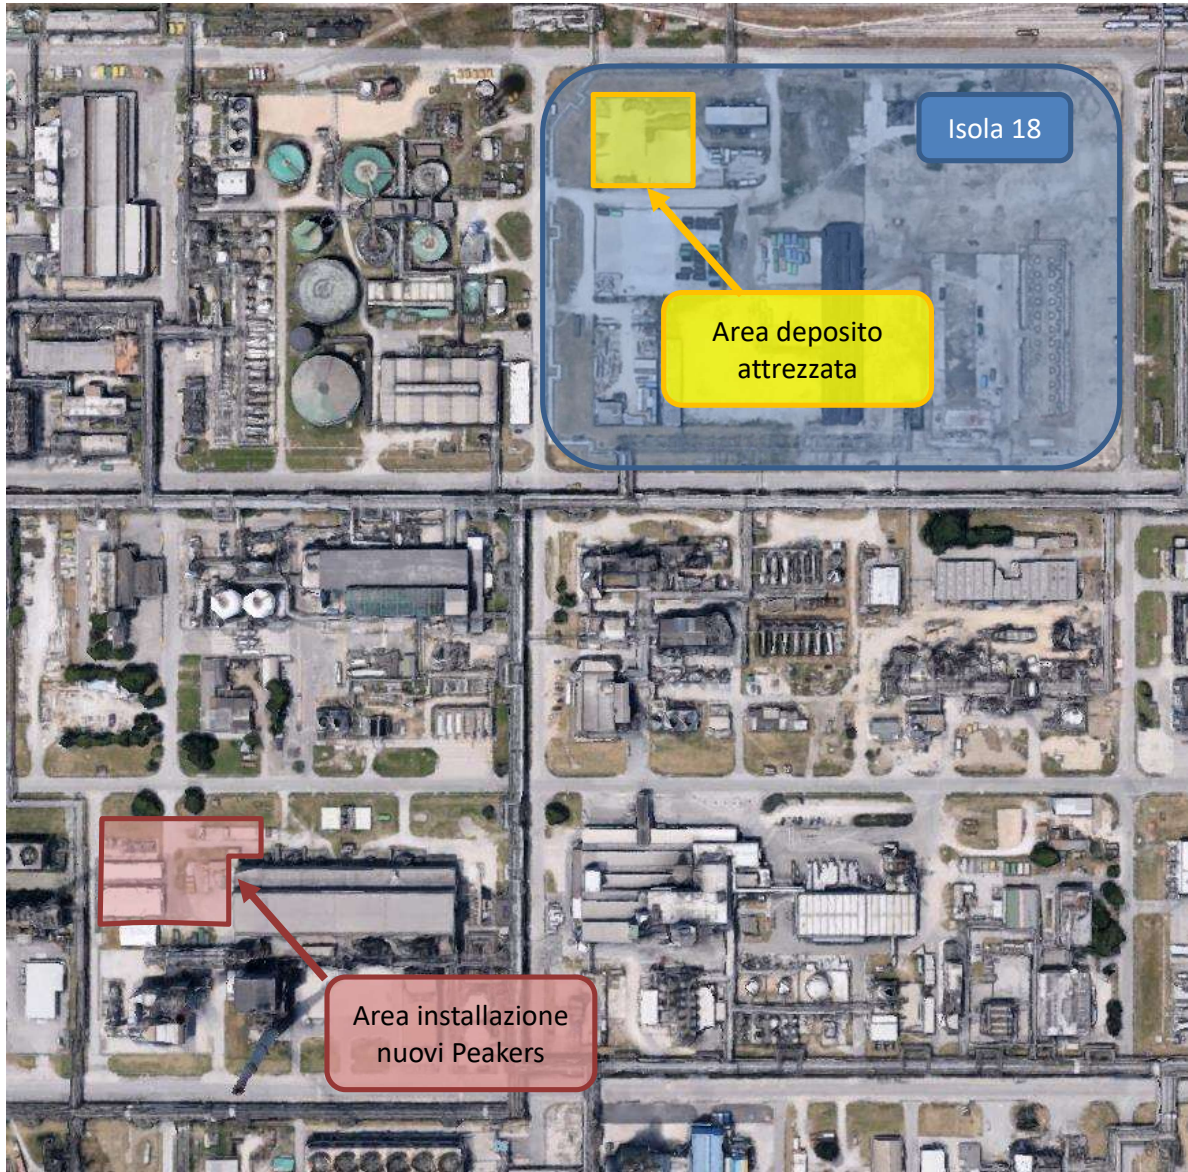 Isola 18
Area deposito
attrezzata
Area installazione
nuovi Peakers